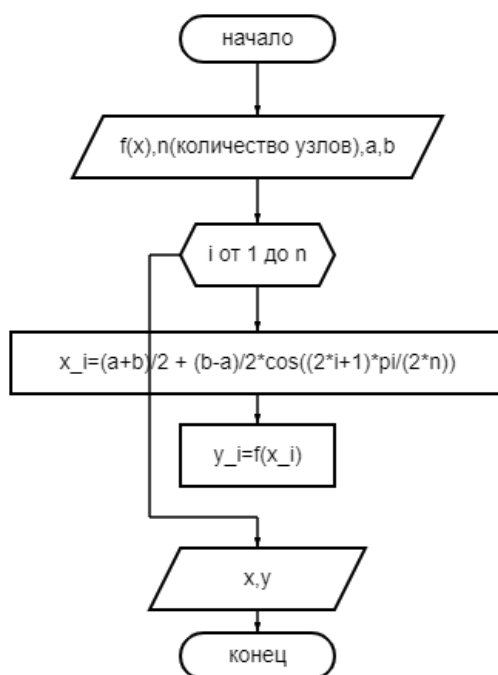 начало
f(x),n(количество узлов),a,b
i от 1 до n
x_i=(a+b)/2 + (b-a)/2*cos((2*i+1)*pi/(2*n))
y_i=f(x_i)
x,y
конец